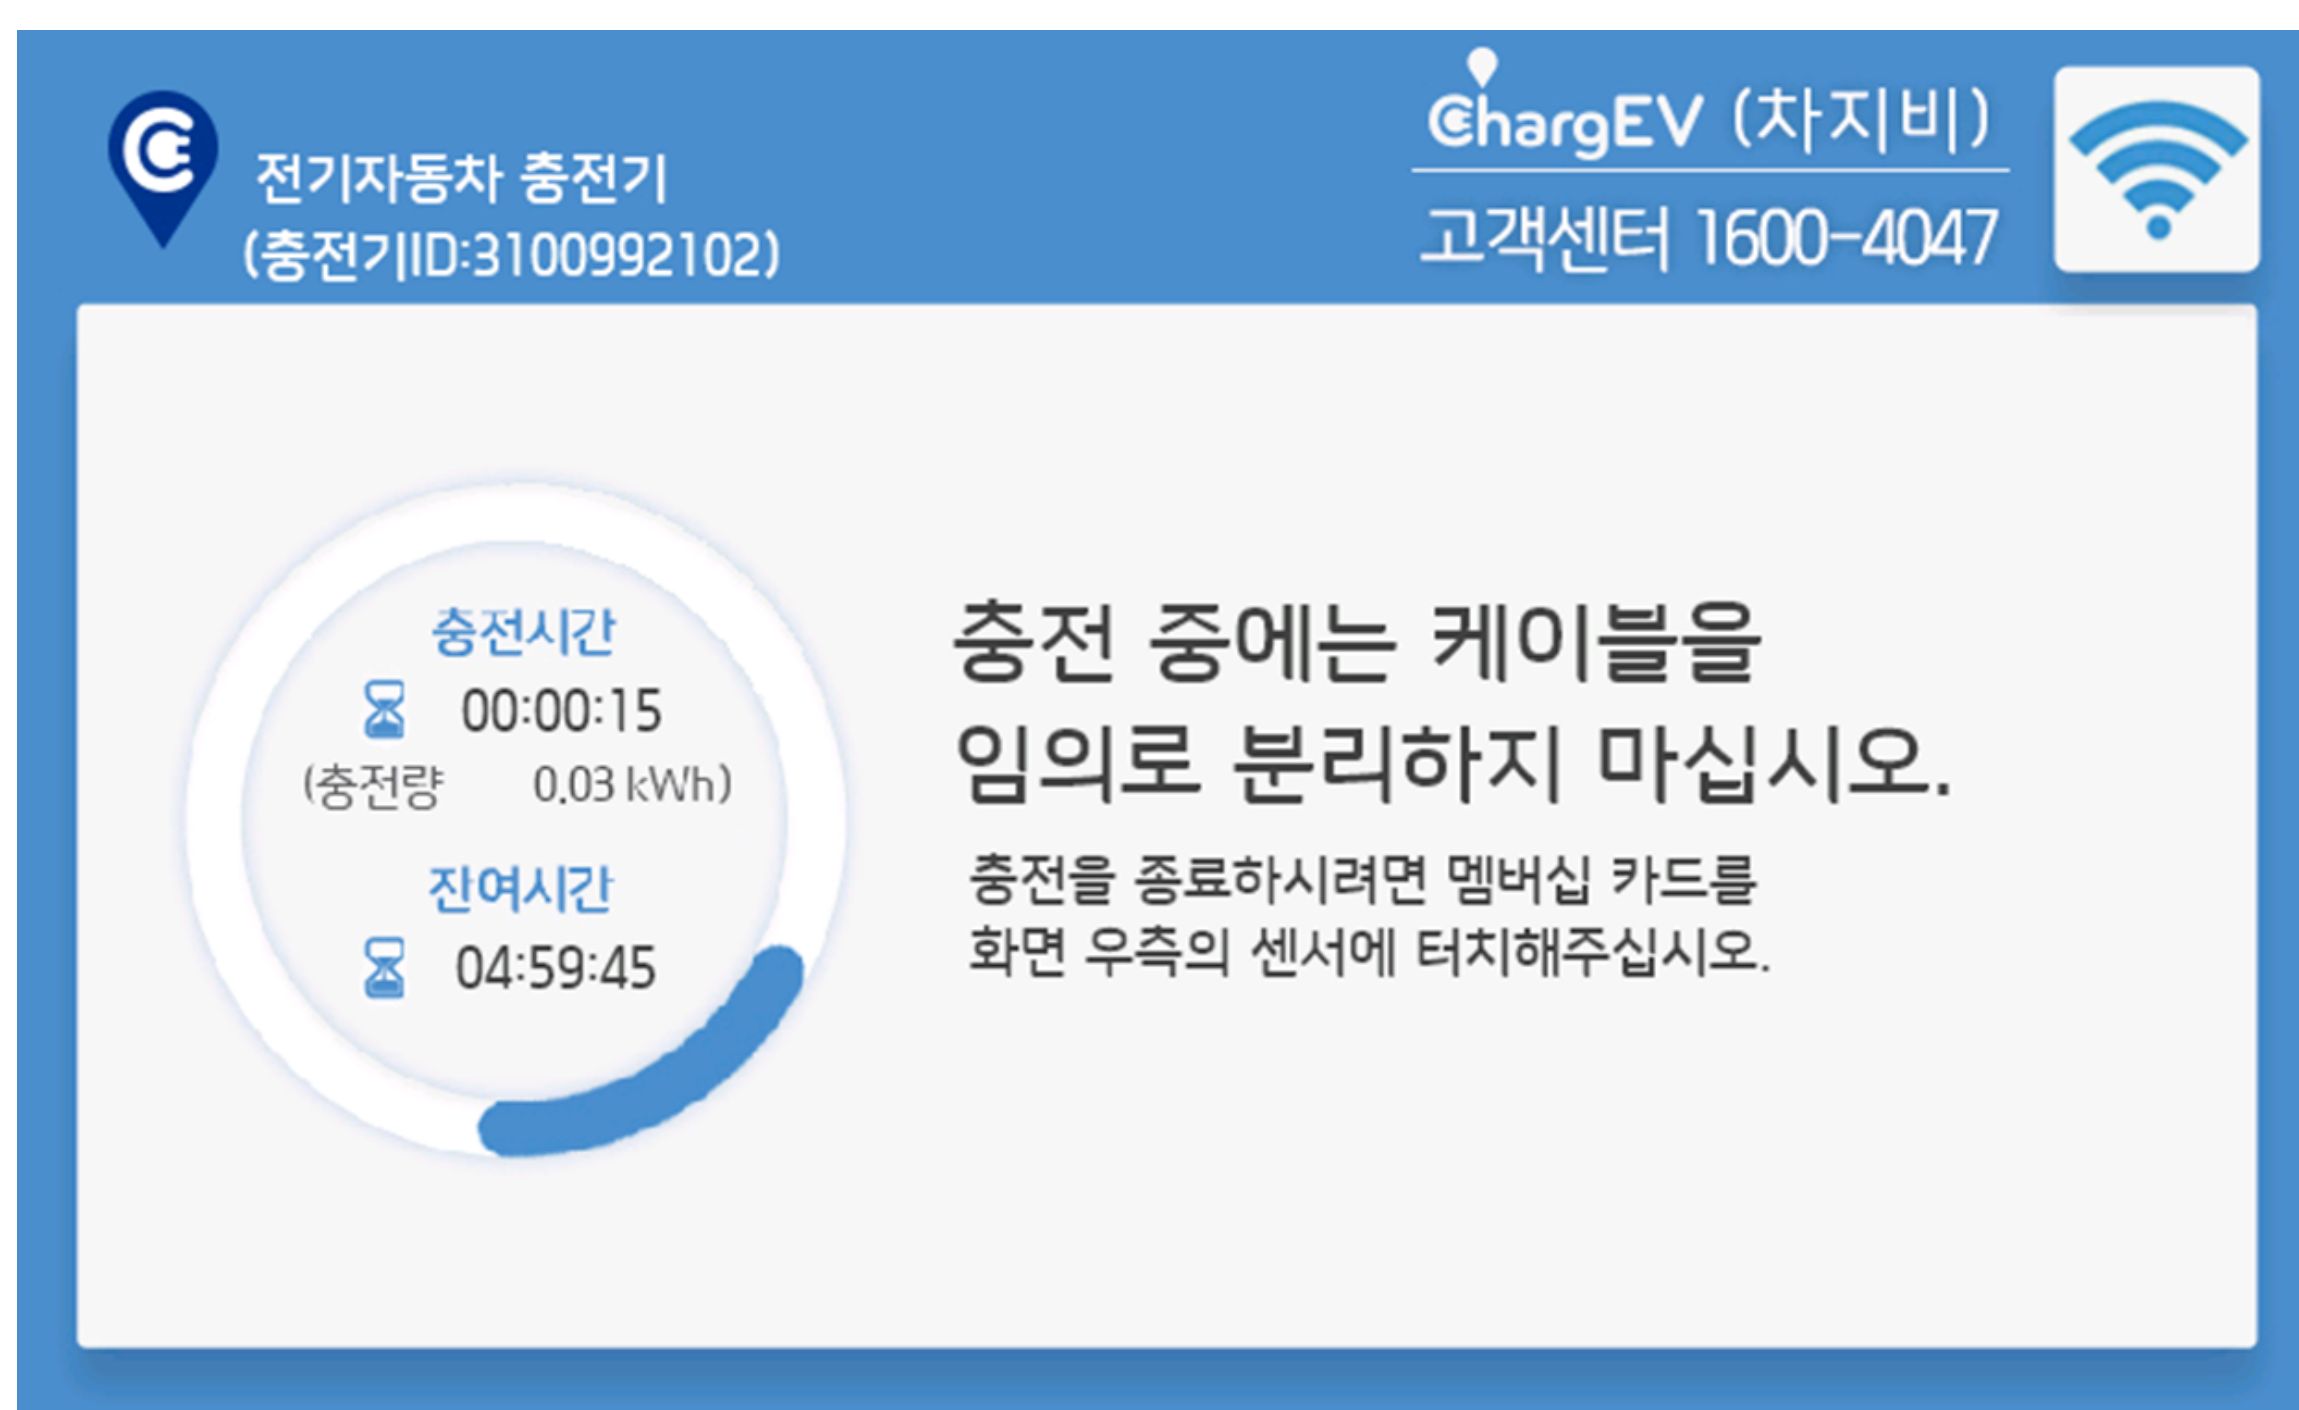 전기자동차 충전기
(충전기ID:3100992102)
ChargEV (차지비)
고객센터 1600-4047
충전시간
00:00:15
(충전량 0.03 kWh)
잔여시간
04:59:45
충전 중에는 케이블을
임의로 분리하지 마십시오.
충전을 종료하시려면 멤버십 카드를
화면 우측의 센서에 터치해주십시오.